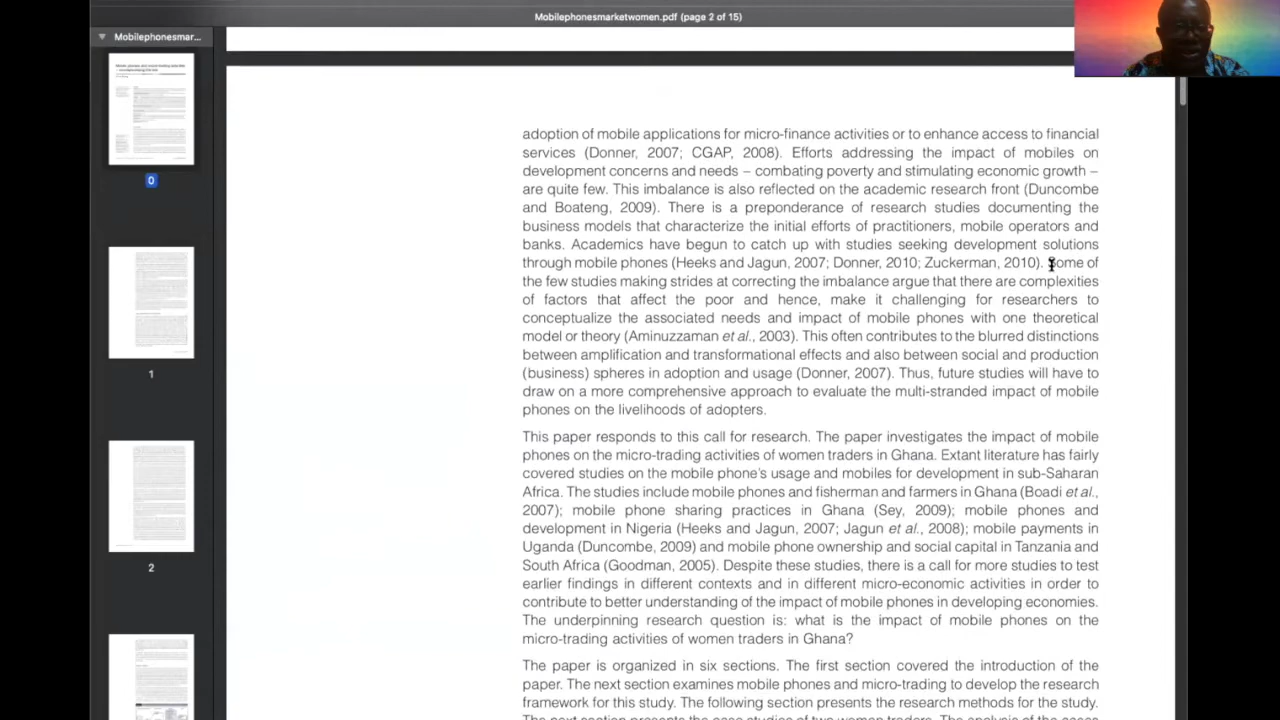 Mobilephonesmarketwomen.pdf (page 2 of 15)
Mobilephonesmar...
0
1
2
adoption of mobile applications for micro-finance activities or to enhance access to financial
services (Donner, 2007; CGAP, 2008). Efforts addressing the impact of mobiles on
development concerns and needs – combating poverty and stimulating economic growth –
are quite few. This imbalance is also reflected on the academic research front (Duncombe
and Boateng, 2009). There is a preponderance of research studies documenting the
business models that characterize the initial efforts of practitioners, mobile operators and
banks. Academics have begun to catch up with studies seeking development solutions
through mobile phones (Heeks and Jagun, 2007; Donner, 2010; Zuckerman, 2010). Some of
the few studies making strides at correcting the imbalance argue that there are complexities
of factors that affect the poor and hence, make it challenging for researchers to
conceptualize the associated needs and impact of mobile phones with one theoretical
model or theory (Aminuzzaman et al., 2003). This then contributes to the blurred distinctions
between amplification and transformational effects and also between social and production
(business) spheres in adoption and usage (Donner, 2007). Thus, future studies will have to
draw on a more comprehensive approach to evaluate the multi-stranded impact of mobile
phones on the livelihoods of adopters.
This paper responds to this call for research. The paper investigates the impact of mobile
phones on the micro-trading activities of women traders in Ghana. Extant literature has fairly
covered studies on the mobile phone's usage and mobiles for development in sub-Saharan
Africa. The studies include mobile phones and fisherman and farmers in Ghana (Boadi et al.,
2007); mobile phone sharing practices in Ghana (Sey, 2009); mobile phones and
development in Nigeria (Heeks and Jagun, 2007; Jagun et al., 2008); mobile payments in
Uganda (Duncombe, 2009) and mobile phone ownership and social capital in Tanzania and
South Africa (Goodman, 2005). Despite these studies, there is a call for more studies to test
earlier findings in different contexts and in different micro-economic activities in order to
contribute to better understanding of the impact of mobile phones in developing economies.
The underpinning research question is: what is the impact of mobile phones on the
micro-trading activities of women traders in Ghana?
The paper is organized in six sections. The first section covered the introduction of the
paper. The next section examines mobile phones in micro-trading to develop the research
framework for this study. The following section presents the research methods for the study.
The next section presents the case studies of two women traders. The analysis of the cases